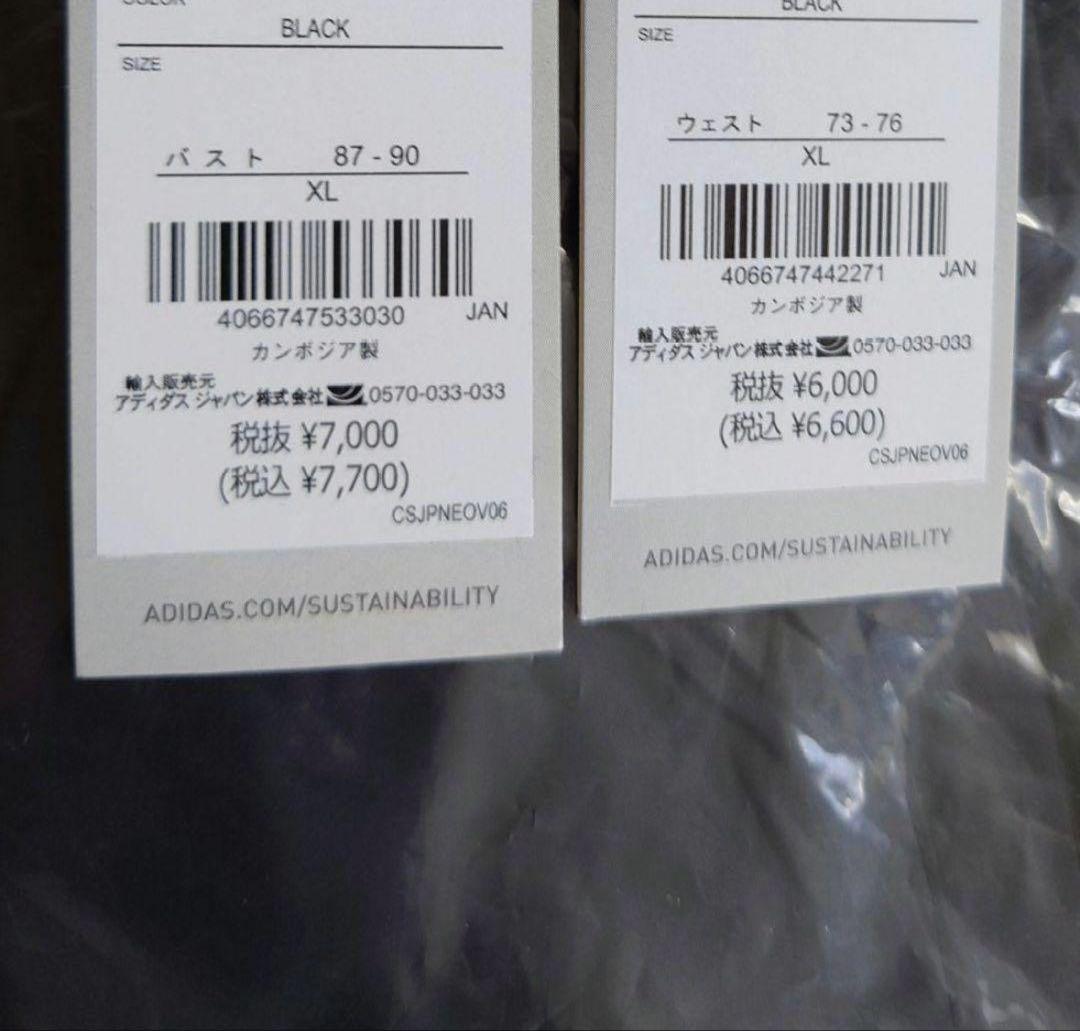 COLOR
BLACK
SIZE
バスト 87 - 90
XL
4066747533030 JAN
カンボジア製
輸入販売元
アディダス ジャパン株式会社 0570-033-033
税抜 ¥7,000
(税込 ¥7,700)
CSJPNEOV06
ADIDAS.COM/SUSTAINABILITY
BLACK
SIZE
ウェスト 73 - 76
XL
4066747442271 JAN
カンボジア製
輸入販売元
アディダス ジャパン株式会社 0570-033-033
税抜 ¥6,000
(税込 ¥6,600)
CSJPNEOV06
ADIDAS.COM/SUSTAINABILITY